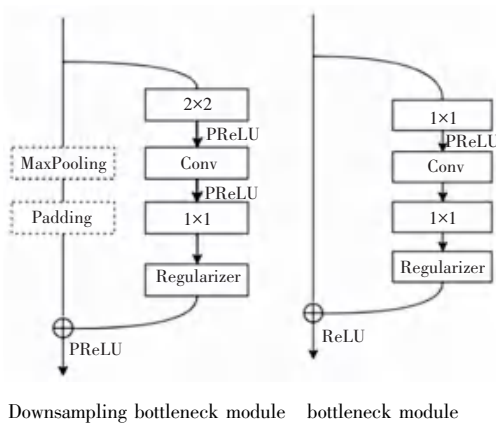 2×2
PReLU
MaxPooling
Conv
PReLU
Padding
1×1
Regularizer
PReLU
Downsampling bottleneck module
1×1
PReLU
Conv
1×1
Regularizer
ReLU
bottleneck module